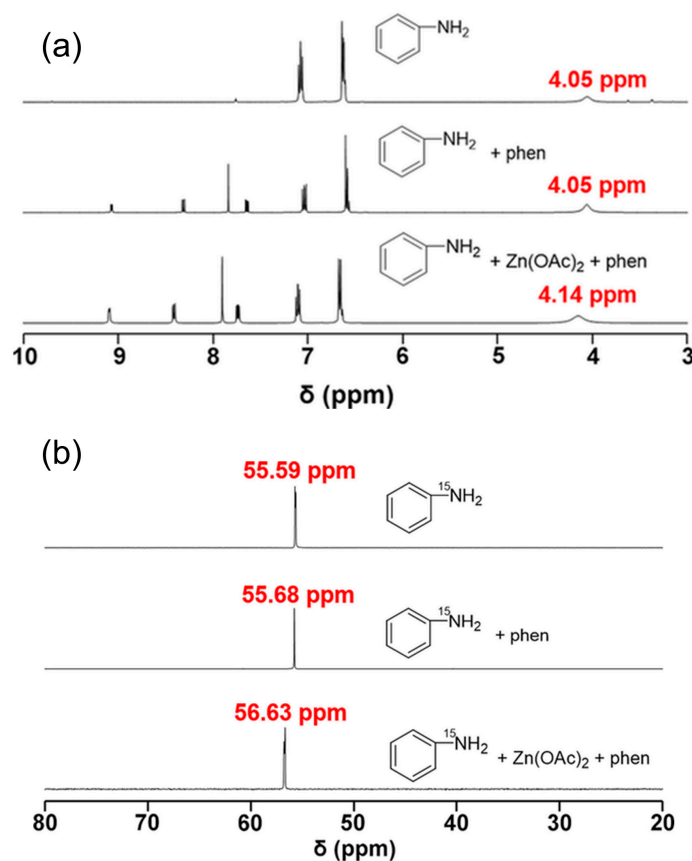 (a)
NH2
4.05 ppm
NH2
+ phen
4.05 ppm
NH2
+ Zn(OAc)2 + phen
4.14 ppm
10 9 8 7 6 5 4 3
δ (ppm)
(b)
55.59 ppm
15NH2
55.68 ppm
15NH2
+ phen
56.63 ppm
15NH2
+ Zn(OAc)2 + phen
80 70 60 50 40 30 20
δ (ppm)